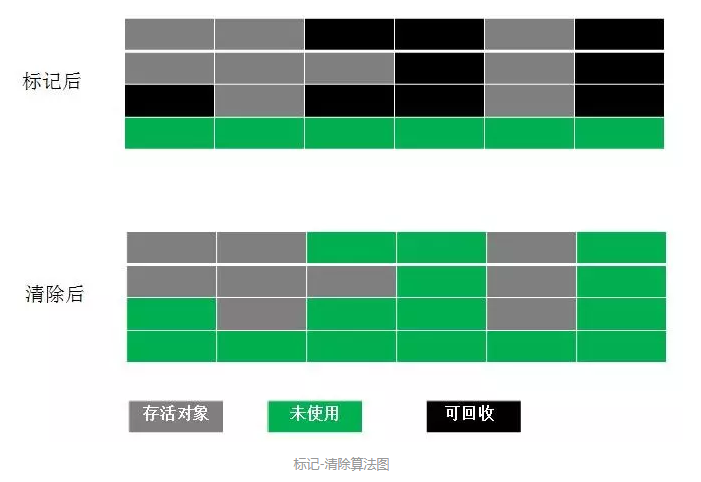 标记后
清除后
存活对象
未使用
可回收
标记-清除算法图